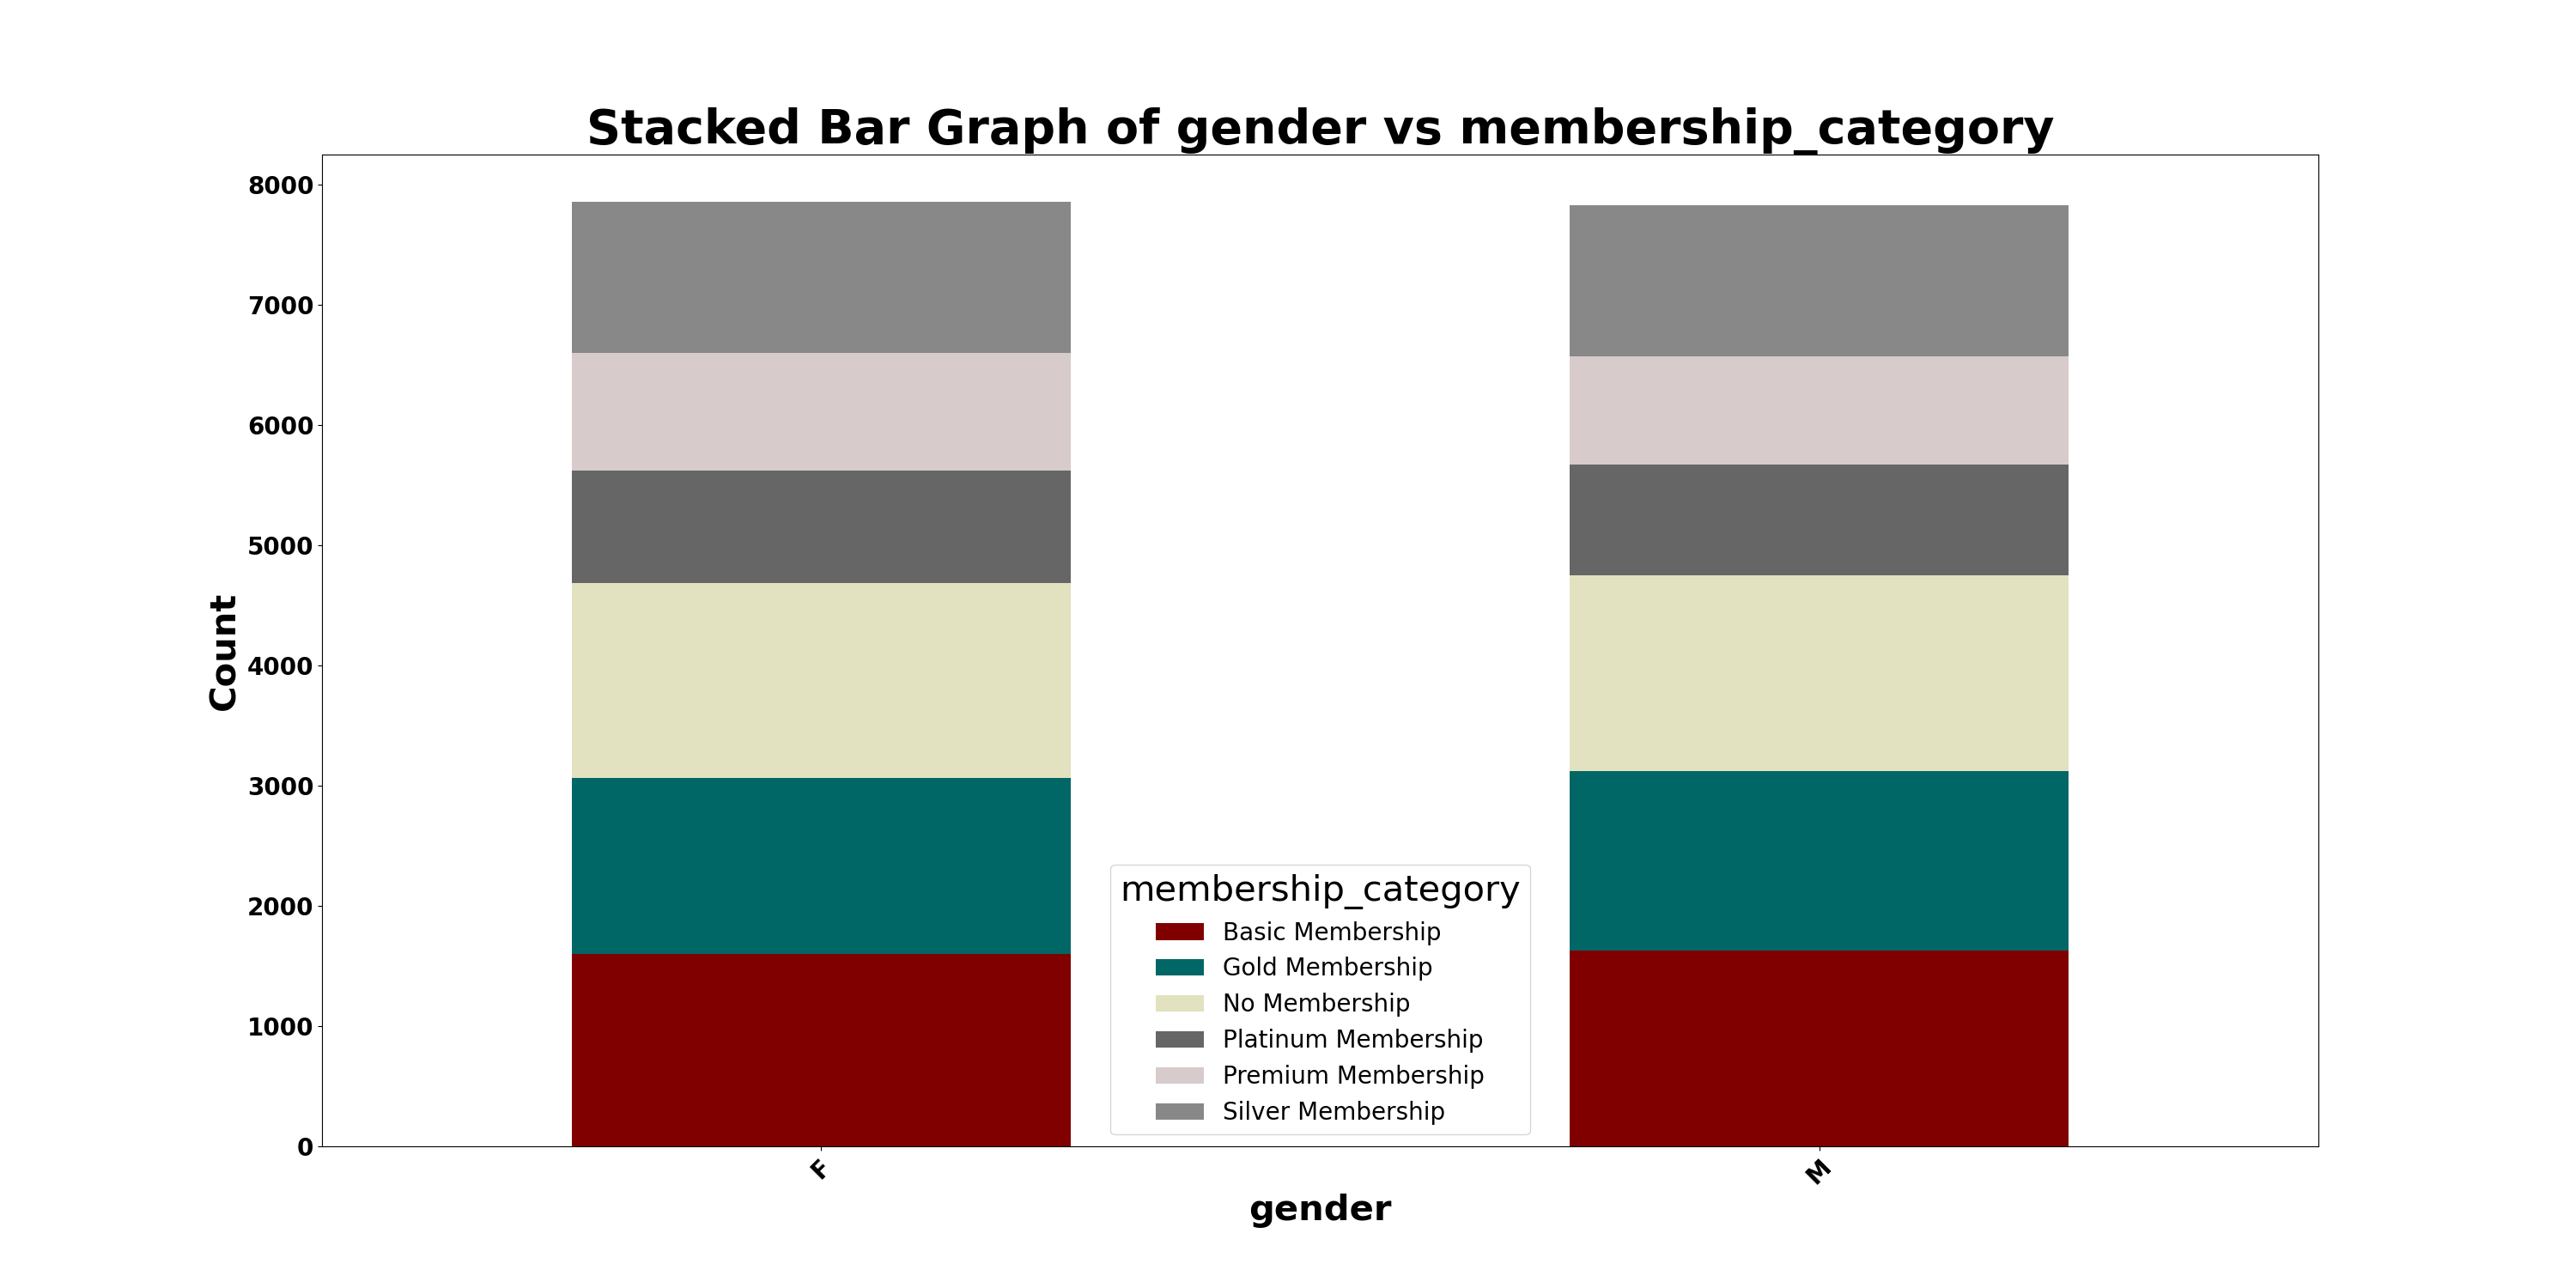 Stacked Bar Graph of gender vs membership_category
8000
7000
6000
5000
4000
3000
2000
1000
0
Count
membership_category
Basic Membership
Gold Membership
No Membership
Platinum Membership
Premium Membership
Silver Membership
F
M
gender